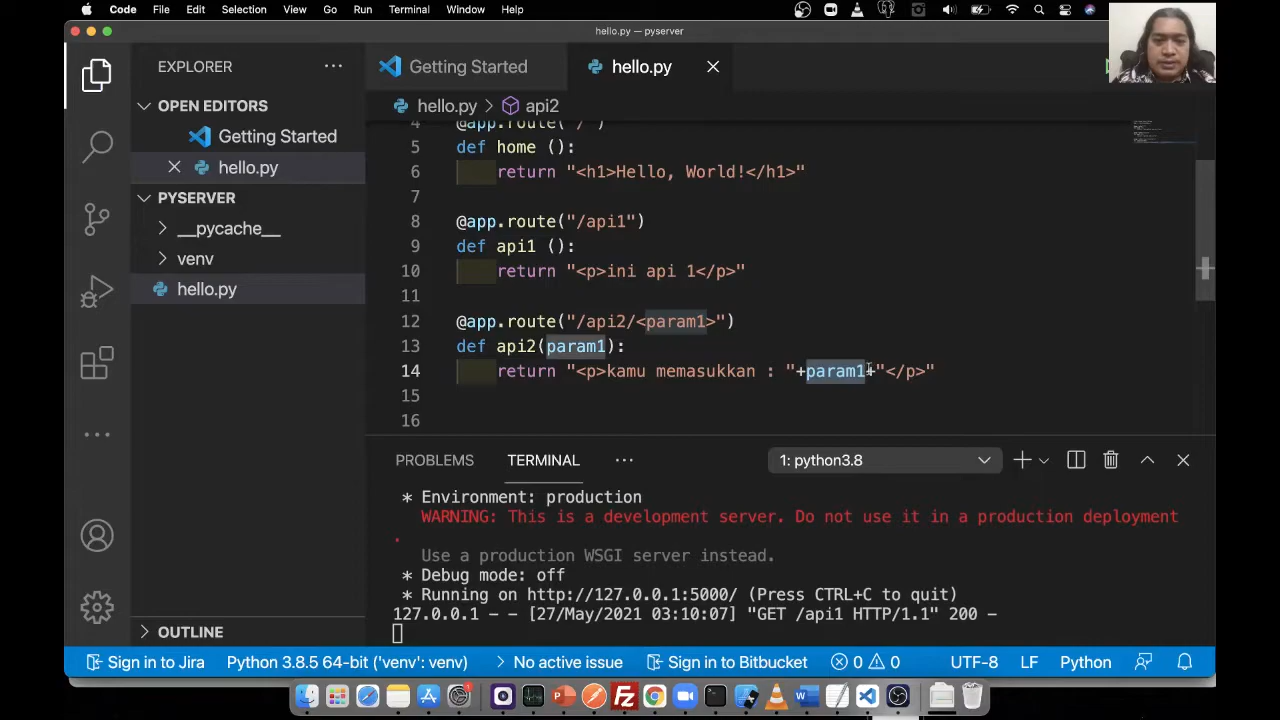 Code File Edit Selection View Go Run Terminal Window Help
hello.py — pyserver
EXPLORER
Getting Started
hello.py
OPEN EDITORS
hello.py > api2
Getting Started
4 @app.route("/")
5 def home ():
hello.py
6 return "<h1>Hello, World!</h1>"
PYSERVER
7
__pycache__
8 @app.route("/api1")
9 def api1 ():
venv
10 return "<p>ini api 1</p>"
hello.py
11
12 @app.route("/api2/<param1>")
13 def api2(param1):
14 return "<p>kamu memasukkan : "+param1+"</p>"
15
16
PROBLEMS TERMINAL 1: python3.8
* Environment: production
WARNING: This is a development server. Do not use it in a production deployment
.
Use a production WSGI server instead.
* Debug mode: off
* Running on http://127.0.0.1:5000/ (Press CTRL+C to quit)
127.0.0.1 - - [27/May/2021 03:10:07] "GET /api1 HTTP/1.1" 200 -
OUTLINE
Sign in to Jira Python 3.8.5 64-bit ('venv': venv) No active issue Sign in to Bitbucket 0 0 UTF-8 LF Python